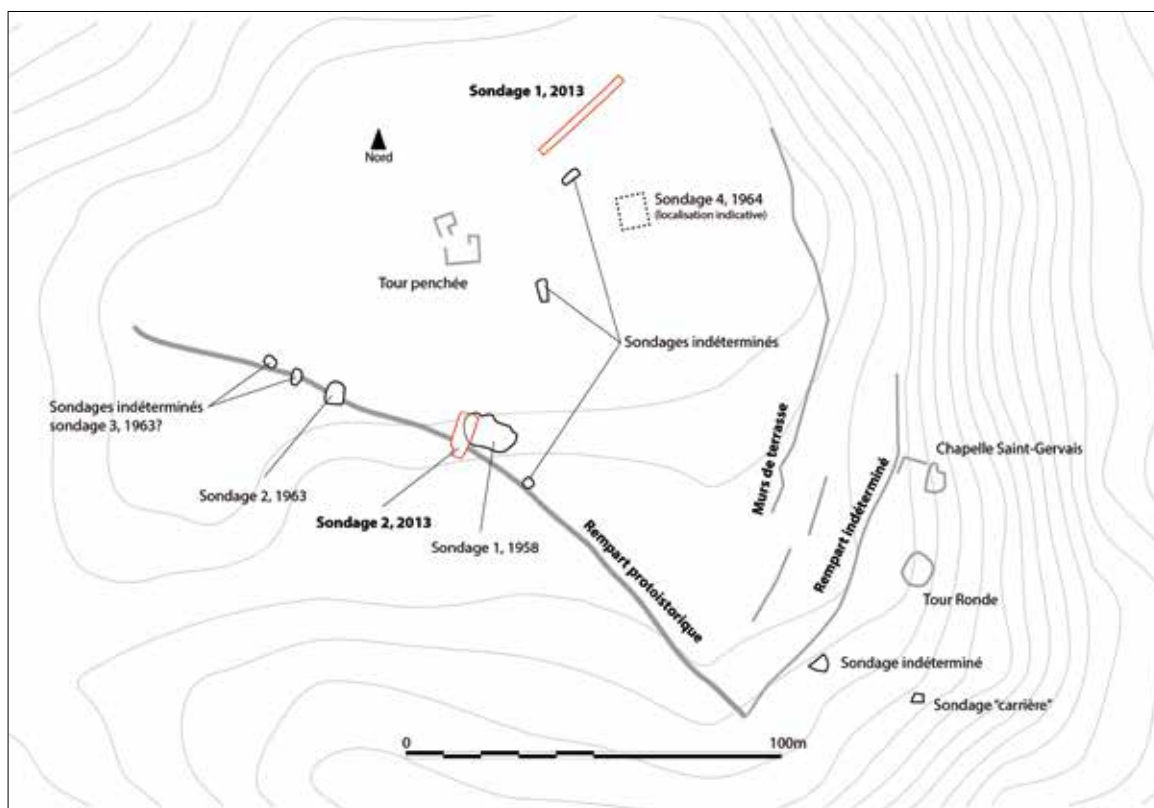 Sondage 1, 2013
Nord
Sondage 4, 1964
(localisation indicative)
Tour penchée
Sondages indéterminés
Sondages indéterminés
sondage 3, 1963?
Murs de terrasse
Chapelle Saint-Gervais
Sondage 2, 1963
Sondage 2, 2013
Rempart indéterminé
Sondage 1, 1958
Rempart protoistorique
Tour Ronde
Sondage indéterminé
Sondage "carrière"
0
100m